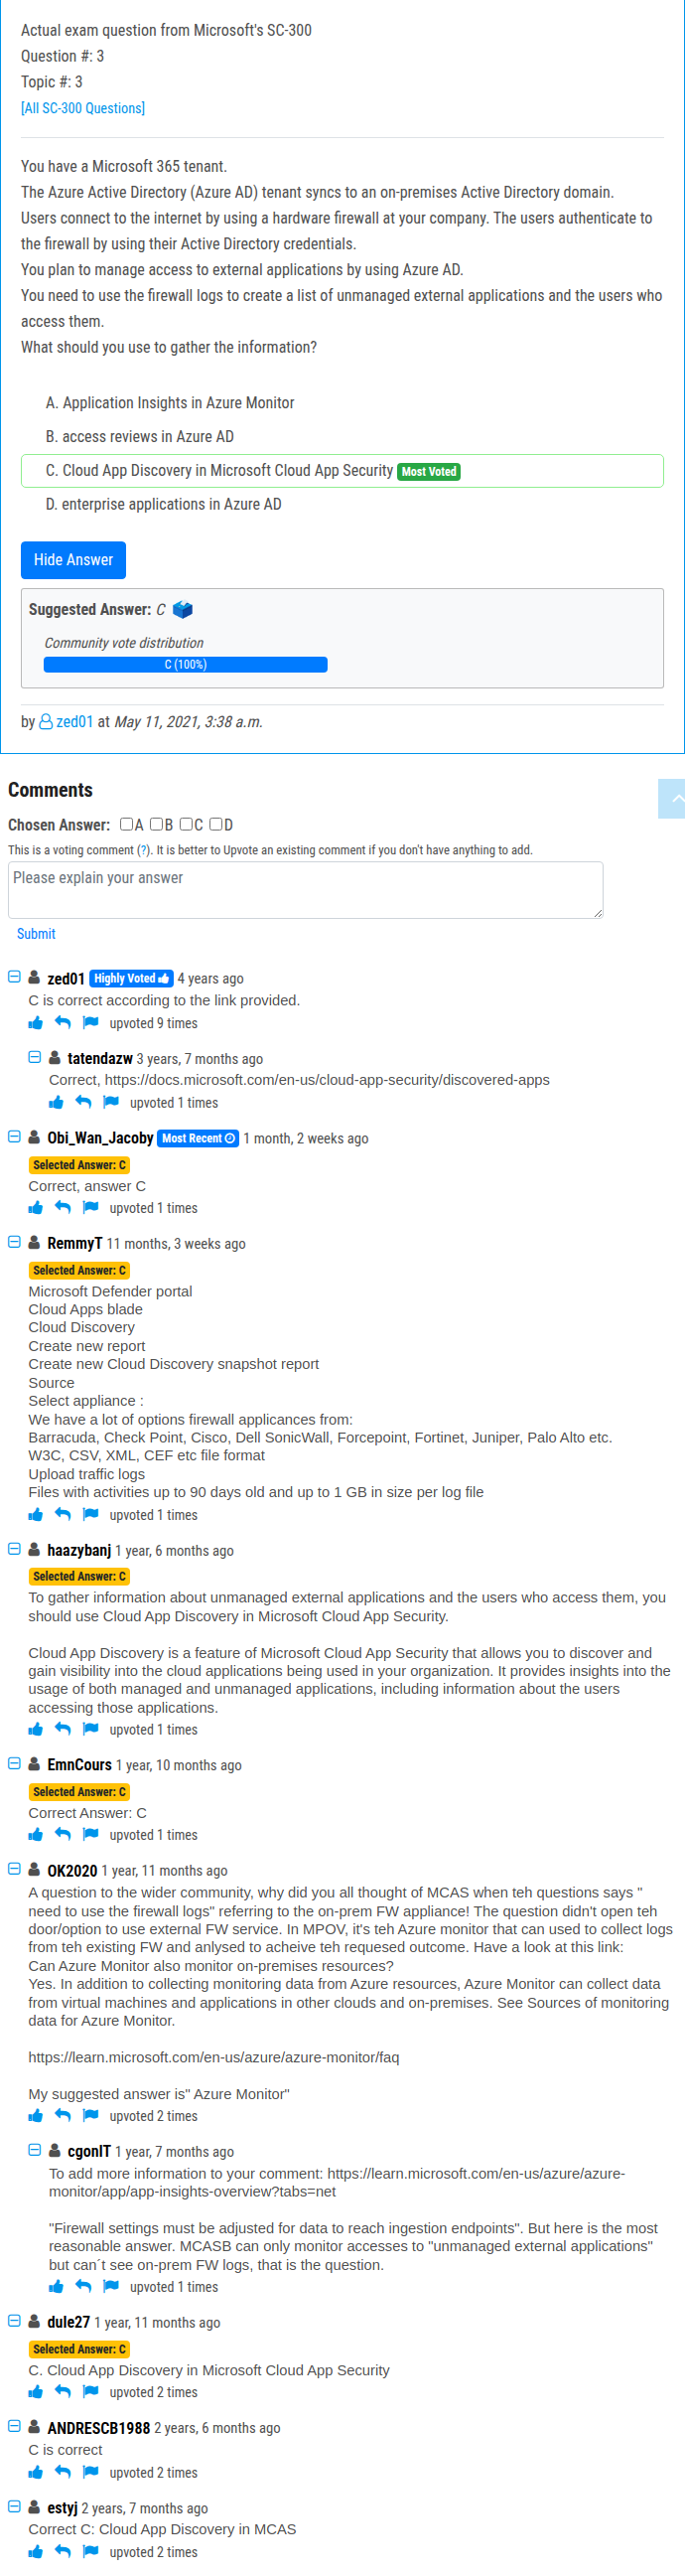 Actual exam question from Microsoft's SC-300
Question #: 3
Topic #: 3
[All SC-300 Questions]
You have a Microsoft 365 tenant.
The Azure Active Directory (Azure AD) tenant syncs to an on-premises Active Directory domain.
Users connect to the internet by using a hardware firewall at your company. The users authenticate to
the firewall by using their Active Directory credentials.
You plan to manage access to external applications by using Azure AD.
You need to use the firewall logs to create a list of unmanaged external applications and the users who
access them.
What should you use to gather the information?
A. Application Insights in Azure Monitor
B. access reviews in Azure AD
C. Cloud App Discovery in Microsoft Cloud App Security Most Voted
D. enterprise applications in Azure AD
Hide Answer
Suggested Answer: C
Community vote distribution
C (100%)
by zed01 at May 11, 2021, 3:38 a.m.
Comments
Chosen Answer: A B C D
This is a voting comment (?). It is better to Upvote an existing comment if you don't have anything to add.
Please explain your answer
Submit
zed01 Highly Voted 4 years ago
C is correct according to the link provided.
upvoted 9 times
tatendazw 3 years, 7 months ago
Correct, https://docs.microsoft.com/en-us/cloud-app-security/discovered-apps
upvoted 1 times
Obi_Wan_Jacoby Most Recent 1 month, 2 weeks ago
Selected Answer: C
Correct, answer C
upvoted 1 times
RemmyT 11 months, 3 weeks ago
Selected Answer: C
Microsoft Defender portal
Cloud Apps blade
Cloud Discovery
Create new report
Create new Cloud Discovery snapshot report
Source
Select appliance :
We have a lot of options firewall applicances from:
Barracuda, Check Point, Cisco, Dell SonicWall, Forcepoint, Fortinet, Juniper, Palo Alto etc.
W3C, CSV, XML, CEF etc file format
Upload traffic logs
Files with activities up to 90 days old and up to 1 GB in size per log file
upvoted 1 times
haazybanj 1 year, 6 months ago
Selected Answer: C
To gather information about unmanaged external applications and the users who access them, you
should use Cloud App Discovery in Microsoft Cloud App Security.
Cloud App Discovery is a feature of Microsoft Cloud App Security that allows you to discover and
gain visibility into the cloud applications being used in your organization. It provides insights into the
usage of both managed and unmanaged applications, including information about the users
accessing those applications.
upvoted 1 times
EmnCours 1 year, 10 months ago
Selected Answer: C
Correct Answer: C
upvoted 1 times
OK2020 1 year, 11 months ago
A question to the wider community, why did you all thought of MCAS when teh questions says "
need to use the firewall logs" referring to the on-prem FW appliance! The question didn't open teh
door/option to use external FW service. In MPOV, it's teh Azure monitor that can used to collect logs
from teh existing FW and anlysed to acheive teh requesed outcome. Have a look at this link:
Can Azure Monitor also monitor on-premises resources?
Yes. In addition to collecting monitoring data from Azure resources, Azure Monitor can collect data
from virtual machines and applications in other clouds and on-premises. See Sources of monitoring
data for Azure Monitor.
https://learn.microsoft.com/en-us/azure/azure-monitor/faq
My suggested answer is" Azure Monitor"
upvoted 2 times
cgonIT 1 year, 7 months ago
To add more information to your comment: https://learn.microsoft.com/en-us/azure/azure-
monitor/app/app-insights-overview?tabs=net
"Firewall settings must be adjusted for data to reach ingestion endpoints". But here is the most
reasonable answer. MCASB can only monitor accesses to "unmanaged external applications"
but can´t see on-prem FW logs, that is the question.
upvoted 1 times
dule27 1 year, 11 months ago
Selected Answer: C
C. Cloud App Discovery in Microsoft Cloud App Security
upvoted 2 times
ANDRESCB1988 2 years, 6 months ago
C is correct
upvoted 2 times
estyj 2 years, 7 months ago
Correct C: Cloud App Discovery in MCAS
upvoted 2 times